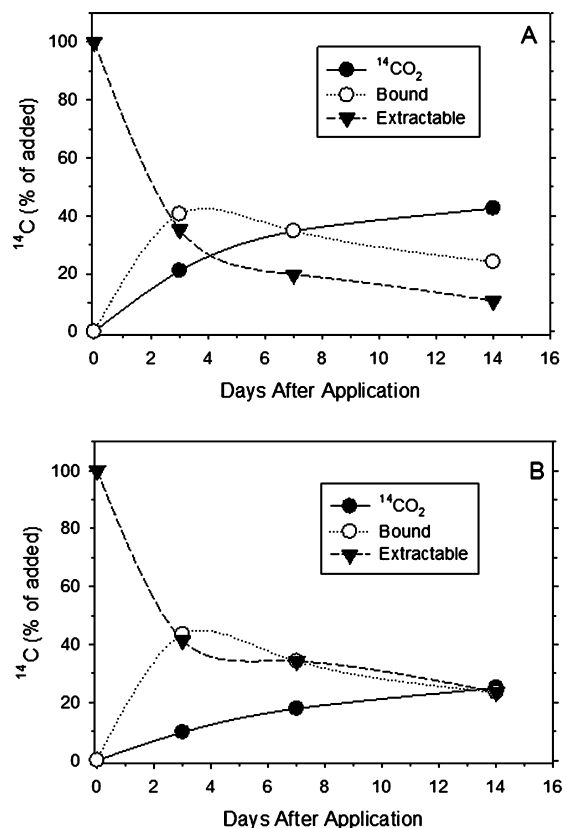 A
100
80
60
40
20
0
¹⁴C (% of added)
¹⁴CO₂
Bound
Extractable
0 2 4 6 8 10 12 14 16
Days After Application
B
100
80
60
40
20
0
¹⁴C (% of added)
¹⁴CO₂
Bound
Extractable
0 2 4 6 8 10 12 14 16
Days After Application